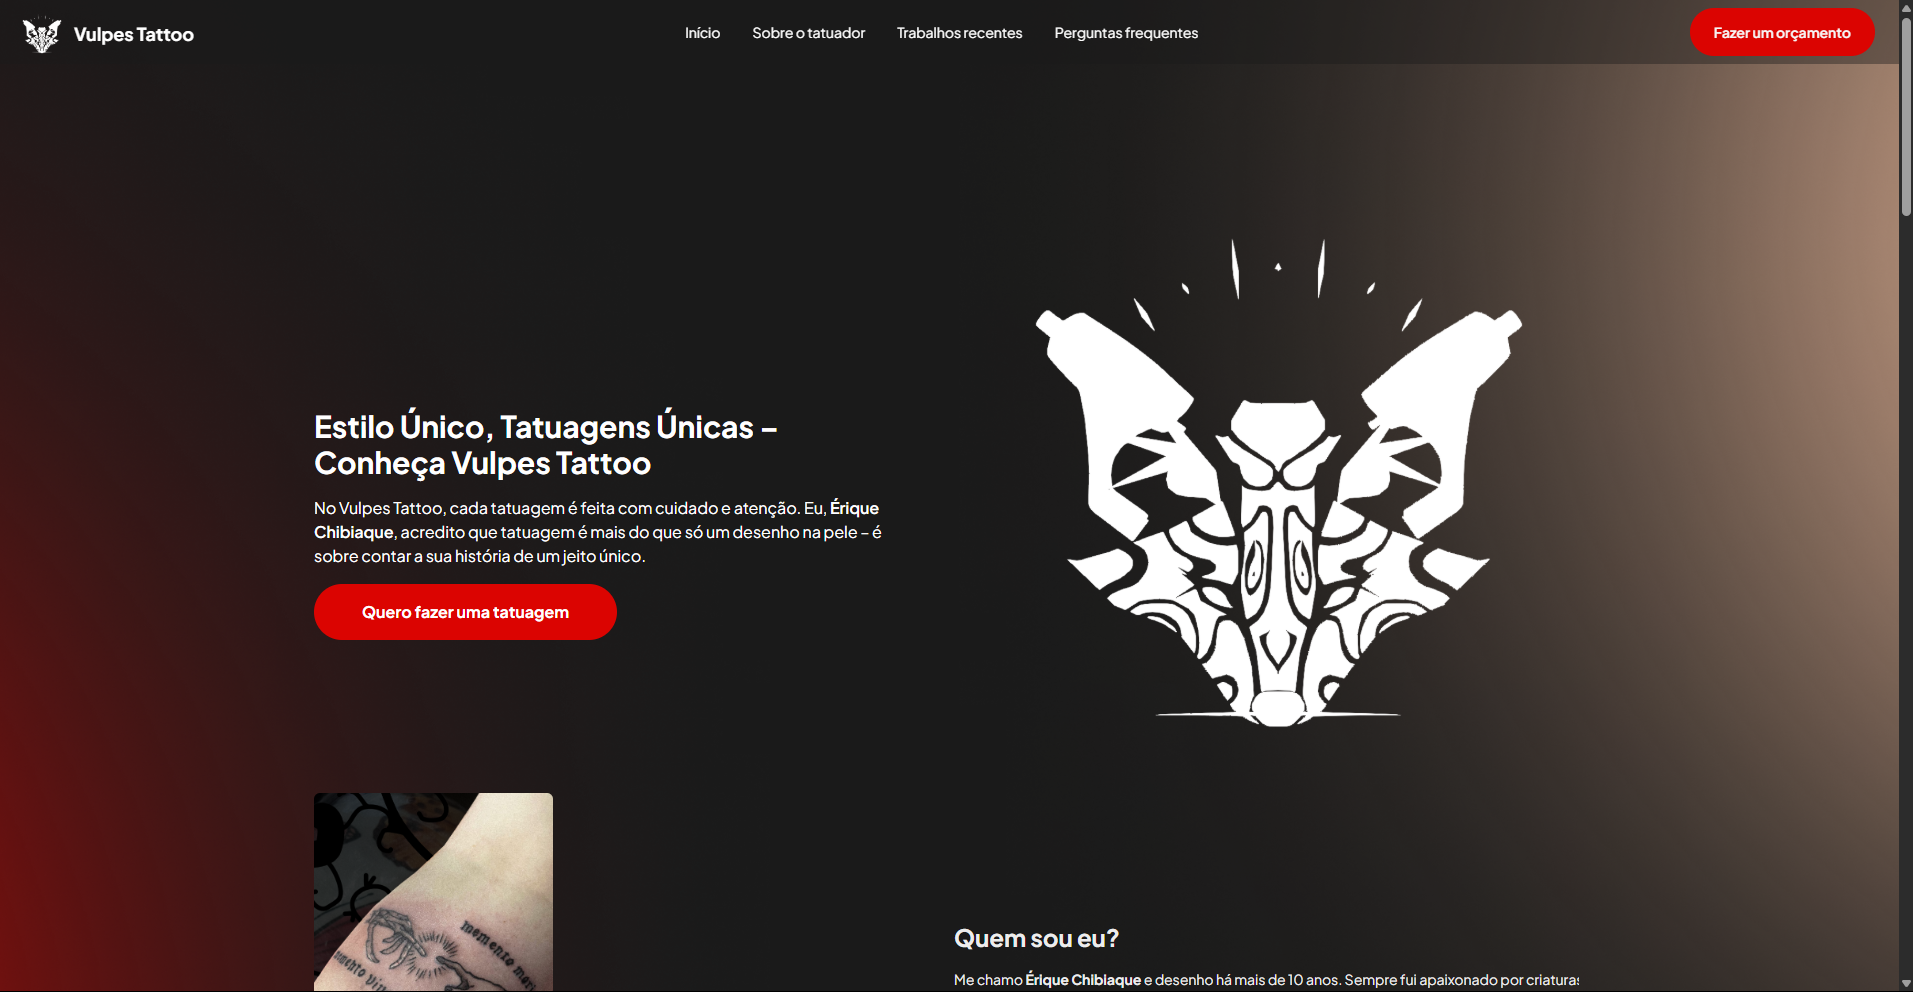 Vulpes Tattoo
Início
Sobre o tatuador
Trabalhos recentes
Perguntas frequentes
Fazer um orçamento
Estilo Único, Tatuagens Únicas –
Conheça Vulpes Tattoo
No Vulpes Tattoo, cada tatuagem é feita com cuidado e atenção. Eu, Érique
Chibiaque, acredito que tatuagem é mais do que só um desenho na pele – é
sobre contar a sua história de um jeito único.
Quero fazer uma tatuagem
memento mori
Quem sou eu?
Me chamo Érique Chibiaque e desenho há mais de 10 anos. Sempre fui apaixonado por criaturas